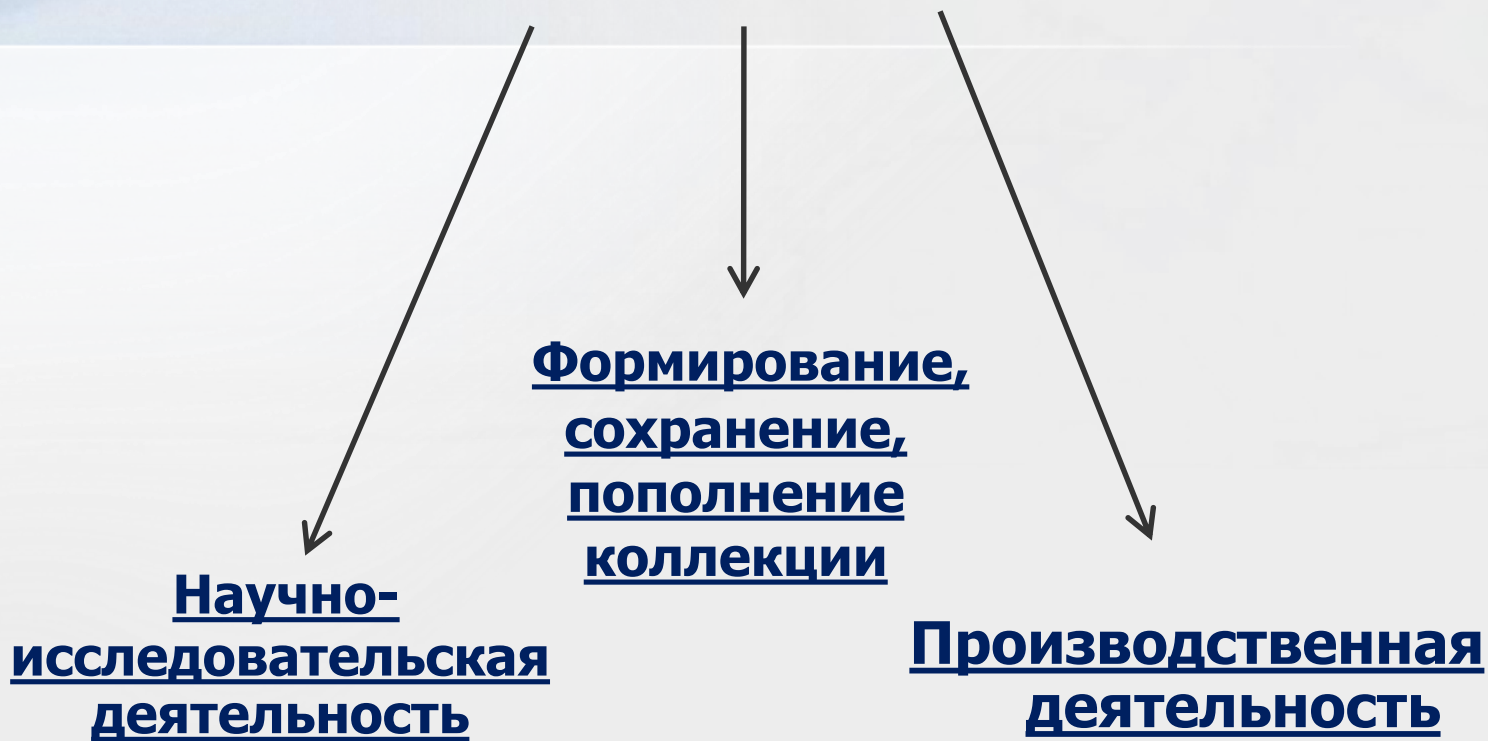 Формирование,
сохранение,
пополнение
коллекции
Научно-
исследовательская
деятельность
Производственная
деятельность